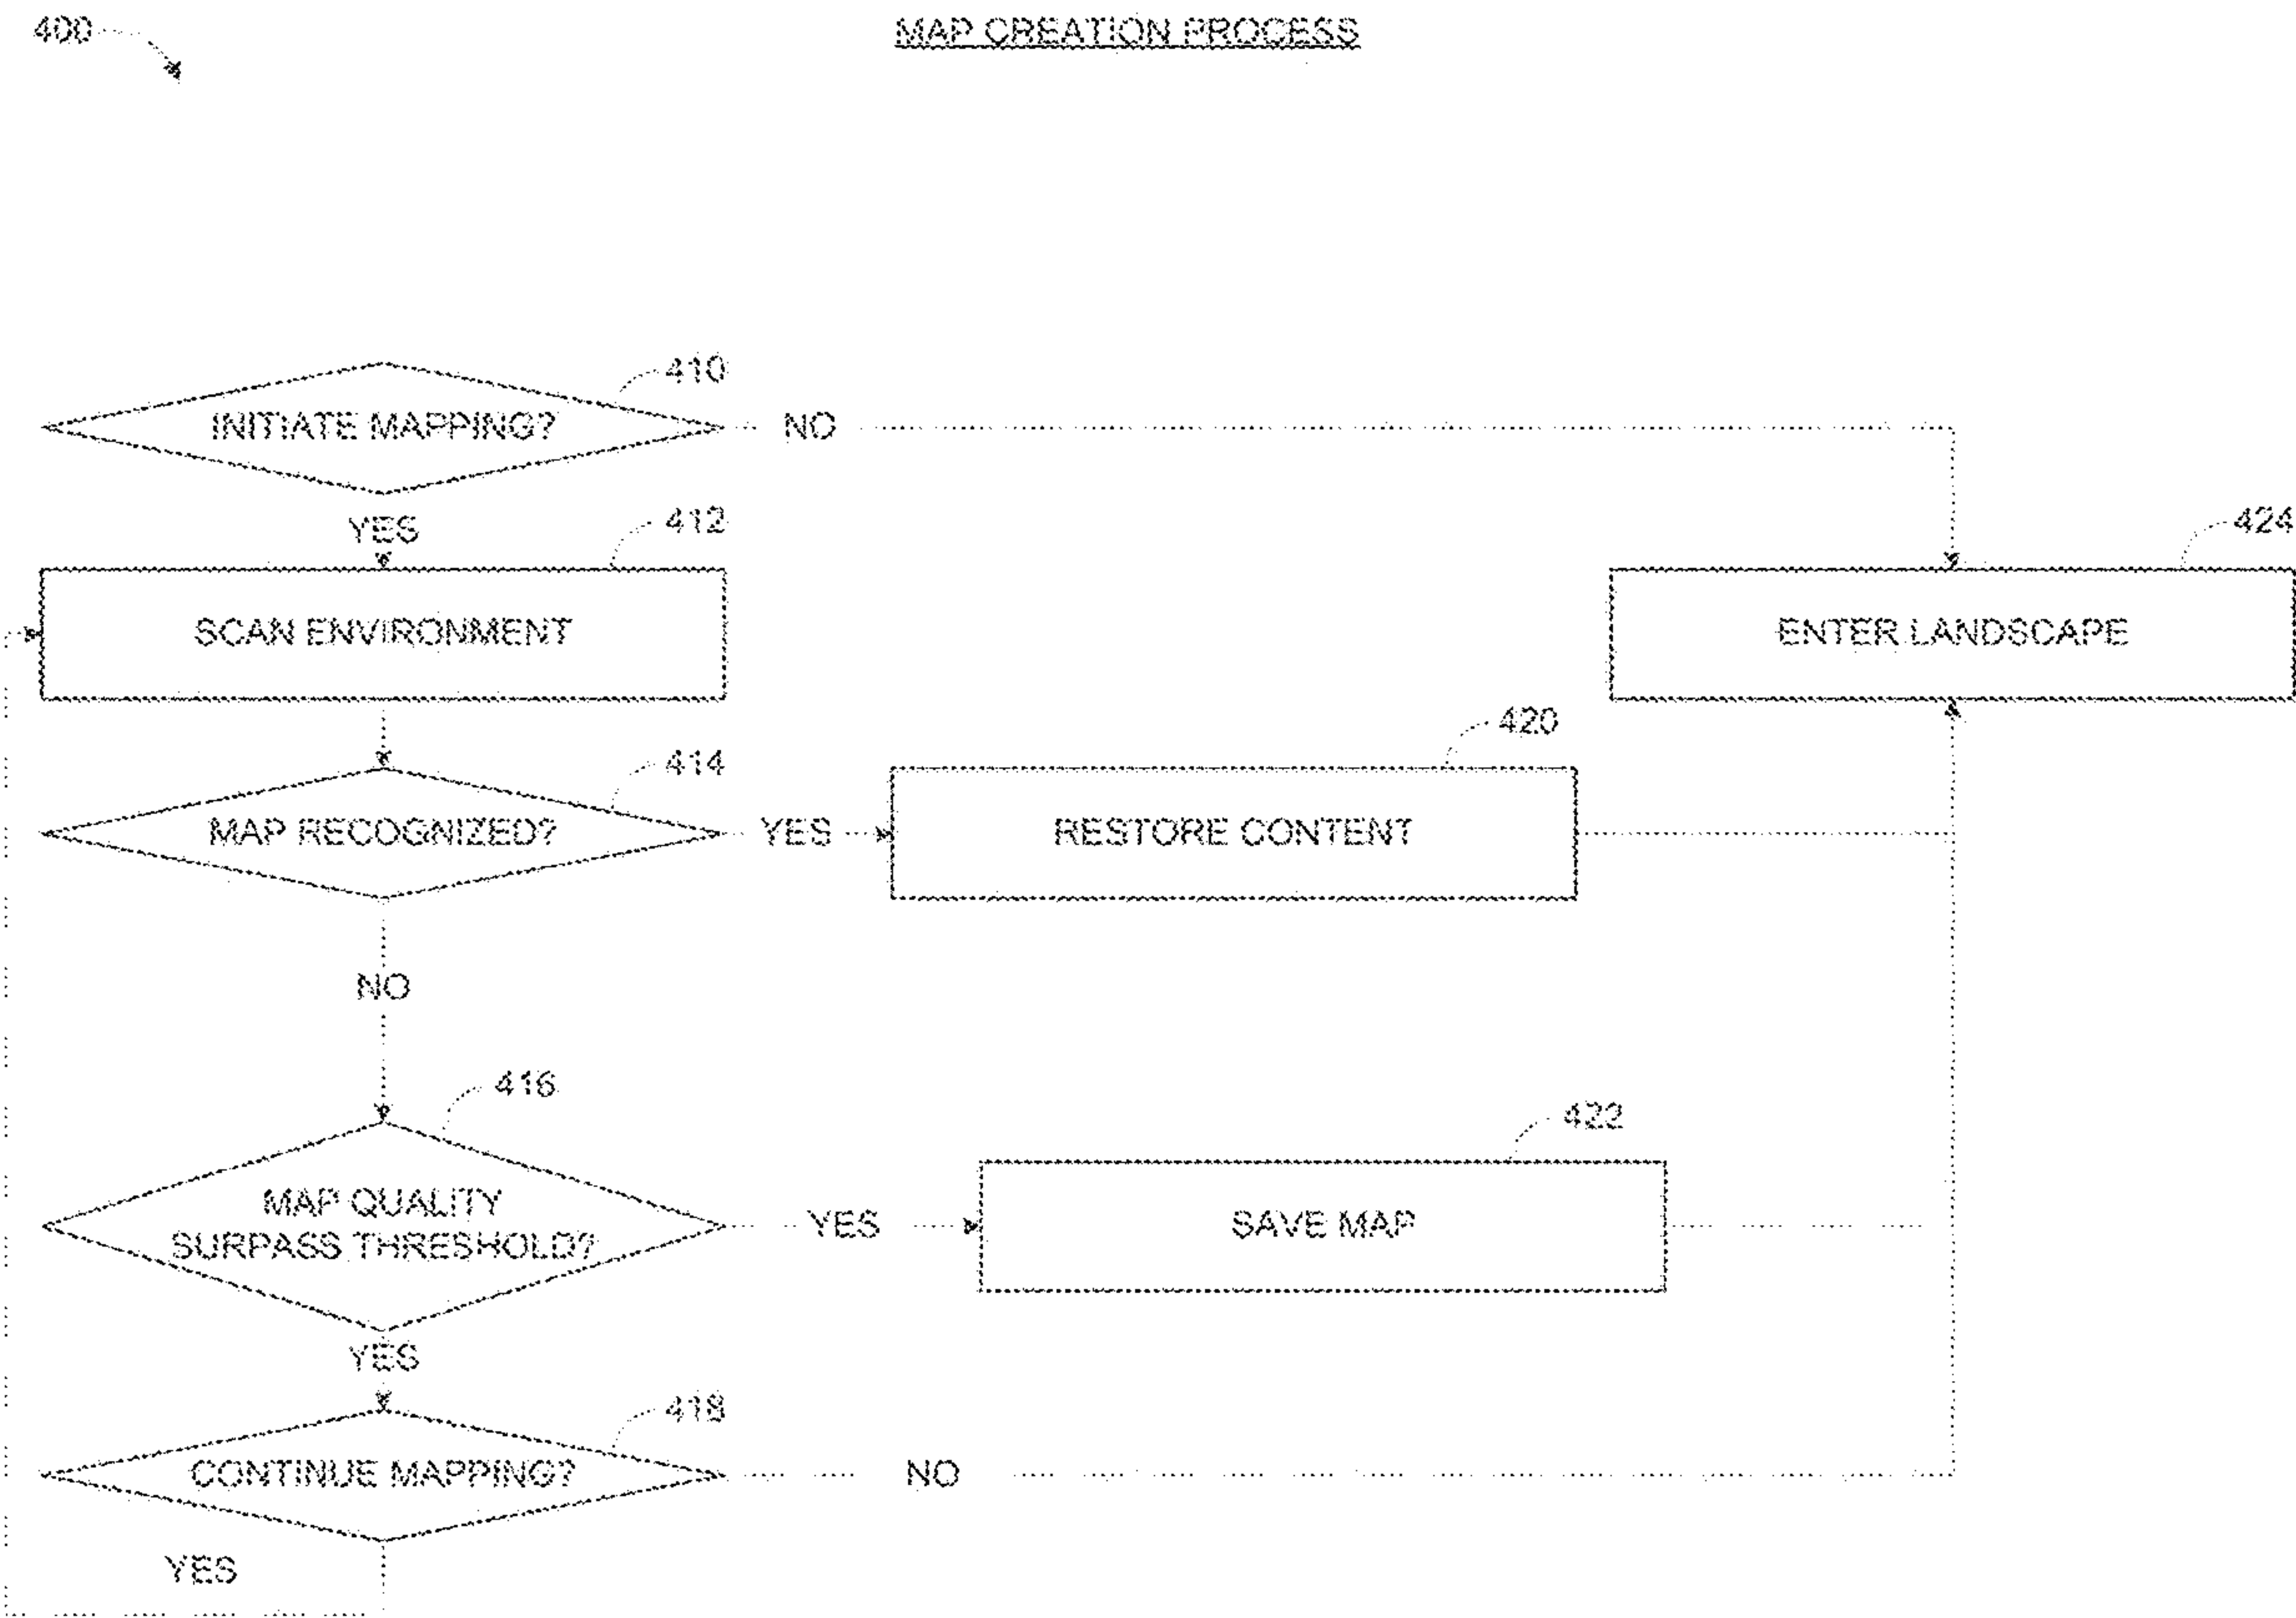 400
MAP CREATION PROCESS
410
INITIATE MAPPING?
NO
YES
412
424
SCAN ENVIRONMENT
ENTER LANDSCAPE
420
414
MAP RECOGNIZED?
YES
RESTORE CONTENT
NO
416
422
MAP QUALITY
SURPASS THRESHOLD?
YES
SAVE MAP
YES
418
CONTINUE MAPPING?
NO
YES